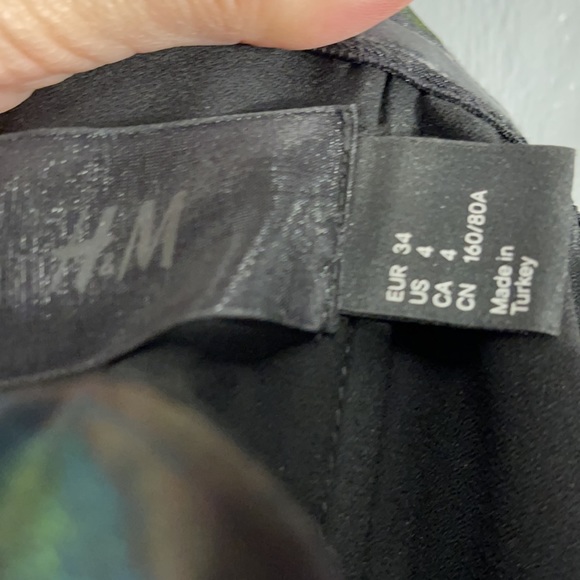 H&M
EUR 34
US 4
CA 4
CN 160/80A
Made in
Turkey